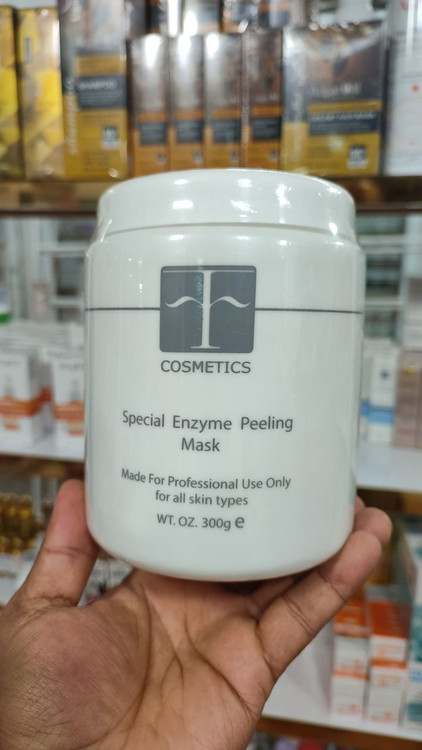 COSMETICS
Special Enzyme Peeling
Mask
Made For Professional Use Only
for all skin types
WT. OZ. 300g e